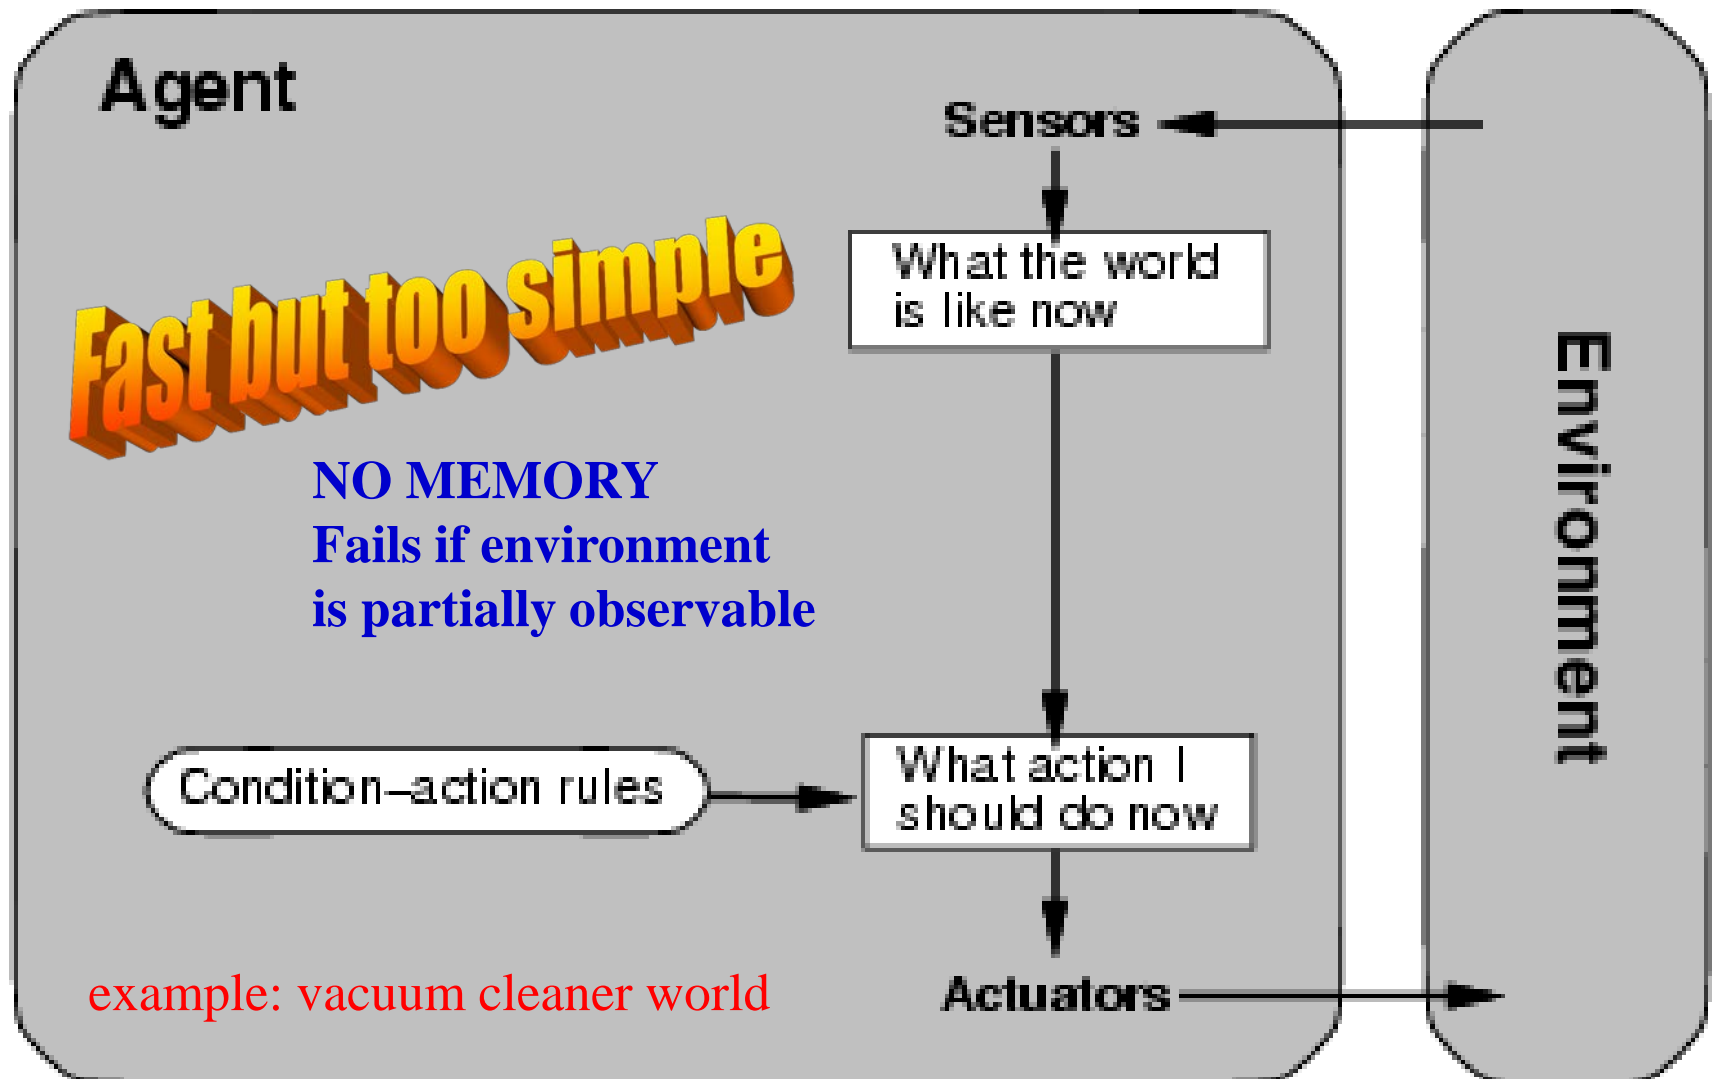 Agent
Sensors
Fast but too simple
What the world
is like now
NO MEMORY
Fails if environment
is partially observable
Environment
Condition–action rules
What action I
should do now
example: vacuum cleaner world
Actuators